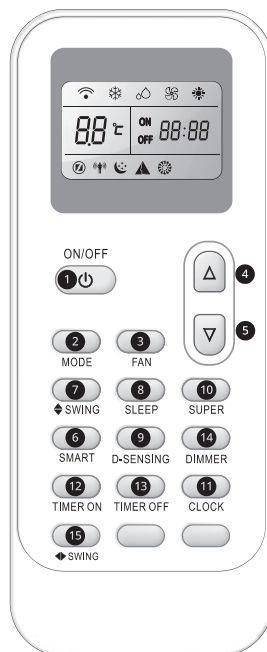 88 °C ON 88:88
OFF
ON/OFF
1
4
5
2 3
MODE FAN
7 8 10
SWING SLEEP SUPER
6 9 14
SMART D-SENSING DIMMER
12 13 11
TIMER ON TIMER OFF CLOCK
15
SWING